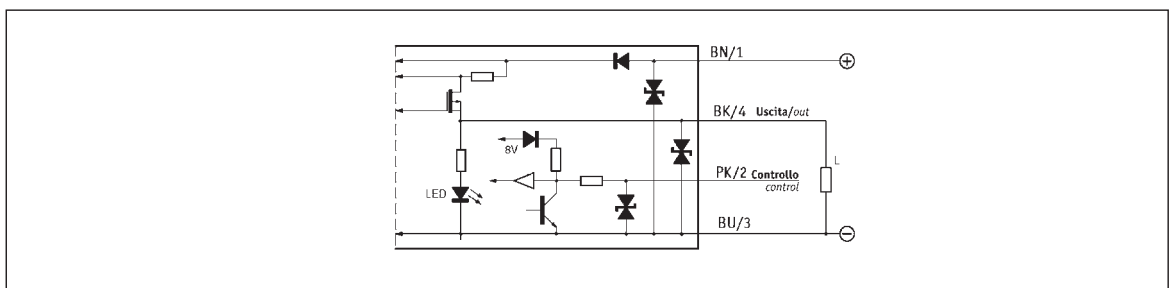 BN/1
+
BK/4 Uscita/out
8V
L
PK/2 Controllo
control
LED
BU/3
−